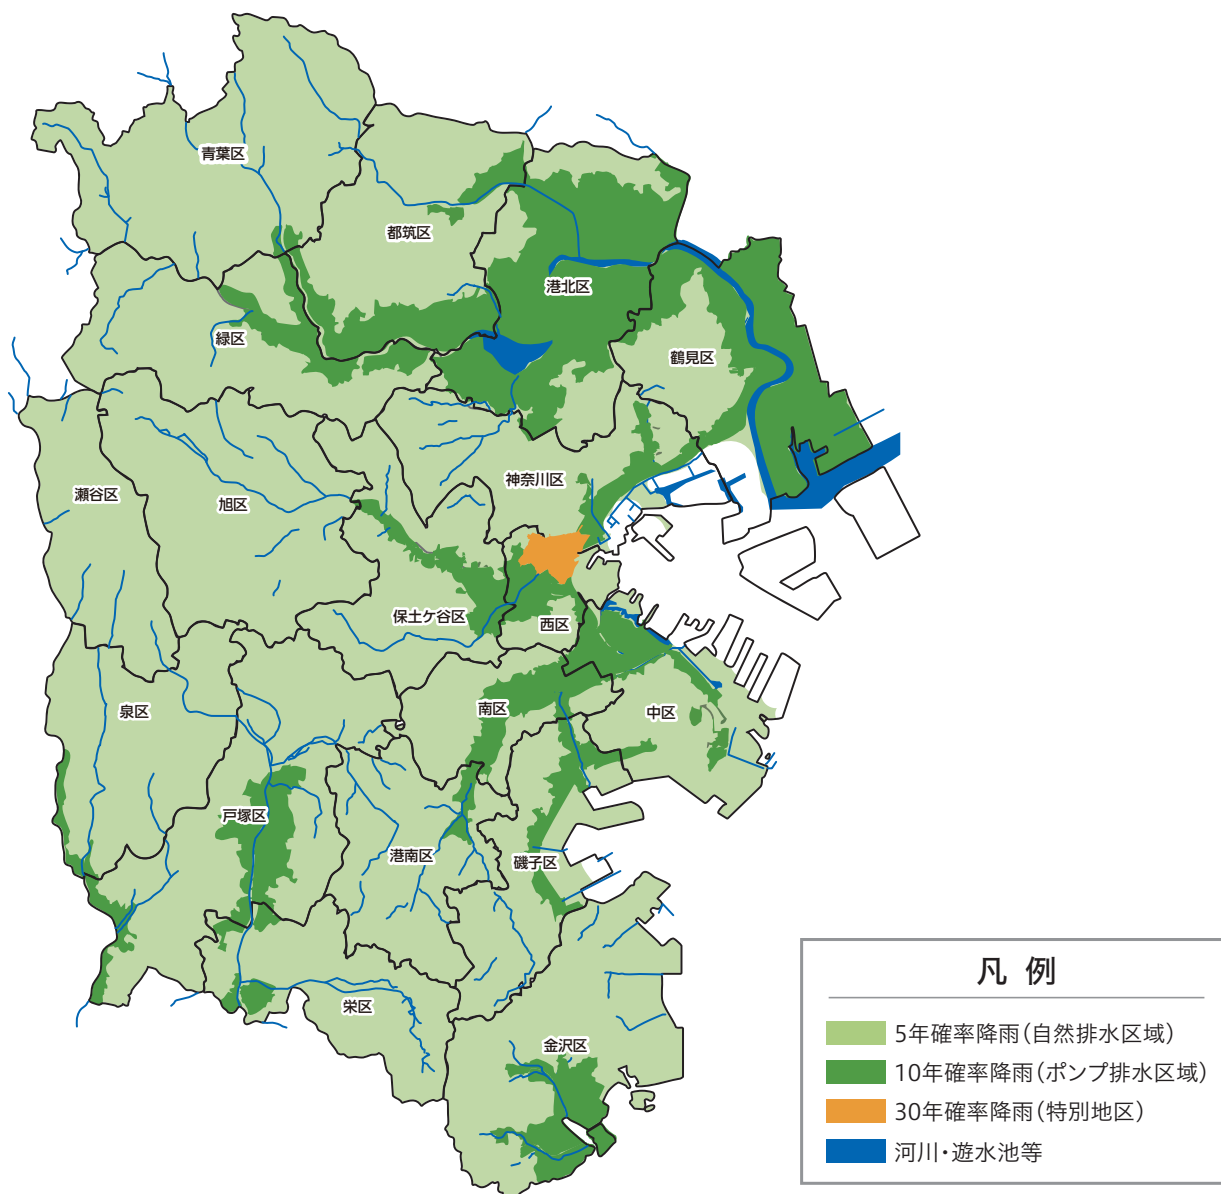 青葉区
都筑区
港北区
緑区
鶴見区
瀬谷区
旭区
神奈川区
保土ケ谷区
西区
泉区
南区
中区
戸塚区
港南区
磯子区
栄区
金沢区
凡 例
5年確率降雨(自然排水区域)
10年確率降雨(ポンプ排水区域)
30年確率降雨(特別地区)
河川・遊水池等